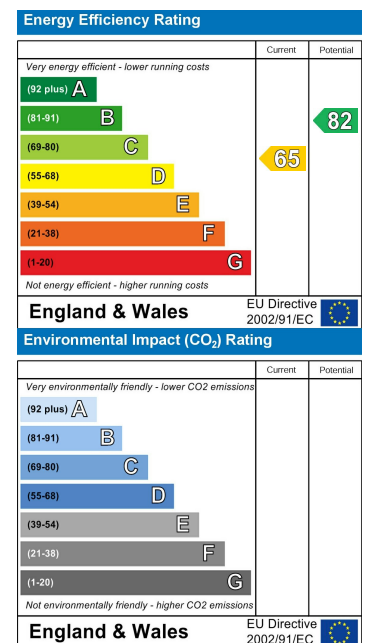 Energy Efficiency Rating
Current Potential
Very energy efficient - lower running costs
(92 plus) A
(81-91) B
82
(69-80) C
65
(55-68) D
(39-54) E
(21-38) F
(1-20) G
Not energy efficient - higher running costs
England & Wales
EU Directive
2002/91/EC
Environmental Impact (CO₂) Rating
Current Potential
Very environmentally friendly - lower CO2 emissions
(92 plus) A
(81-91) B
(69-80) C
(55-68) D
(39-54) E
(21-38) F
(1-20) G
Not environmentally friendly - higher CO2 emissions
England & Wales
EU Directive
2002/91/EC